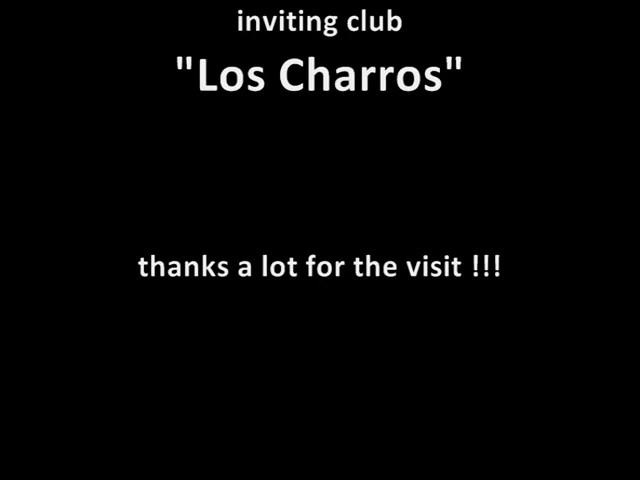 inviting club
"Los Charros"
thanks a lot for the visit !!!